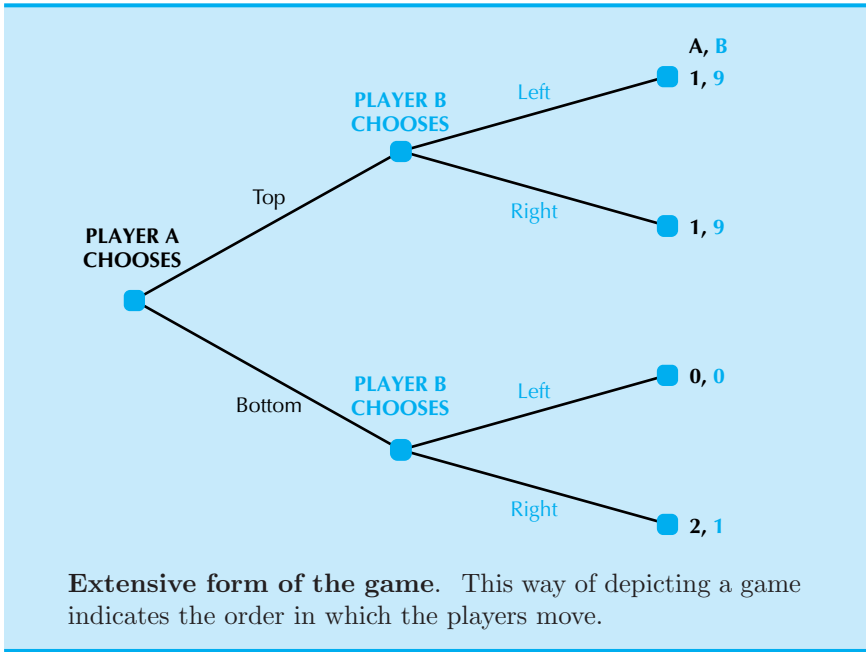 A, B
1, 9
Left
PLAYER B
CHOOSES
Top
Right
1, 9
PLAYER A
CHOOSES
0, 0
Left
PLAYER B
CHOOSES
Bottom
Right
2, 1
Extensive form of the game. This way of depicting a game
indicates the order in which the players move.